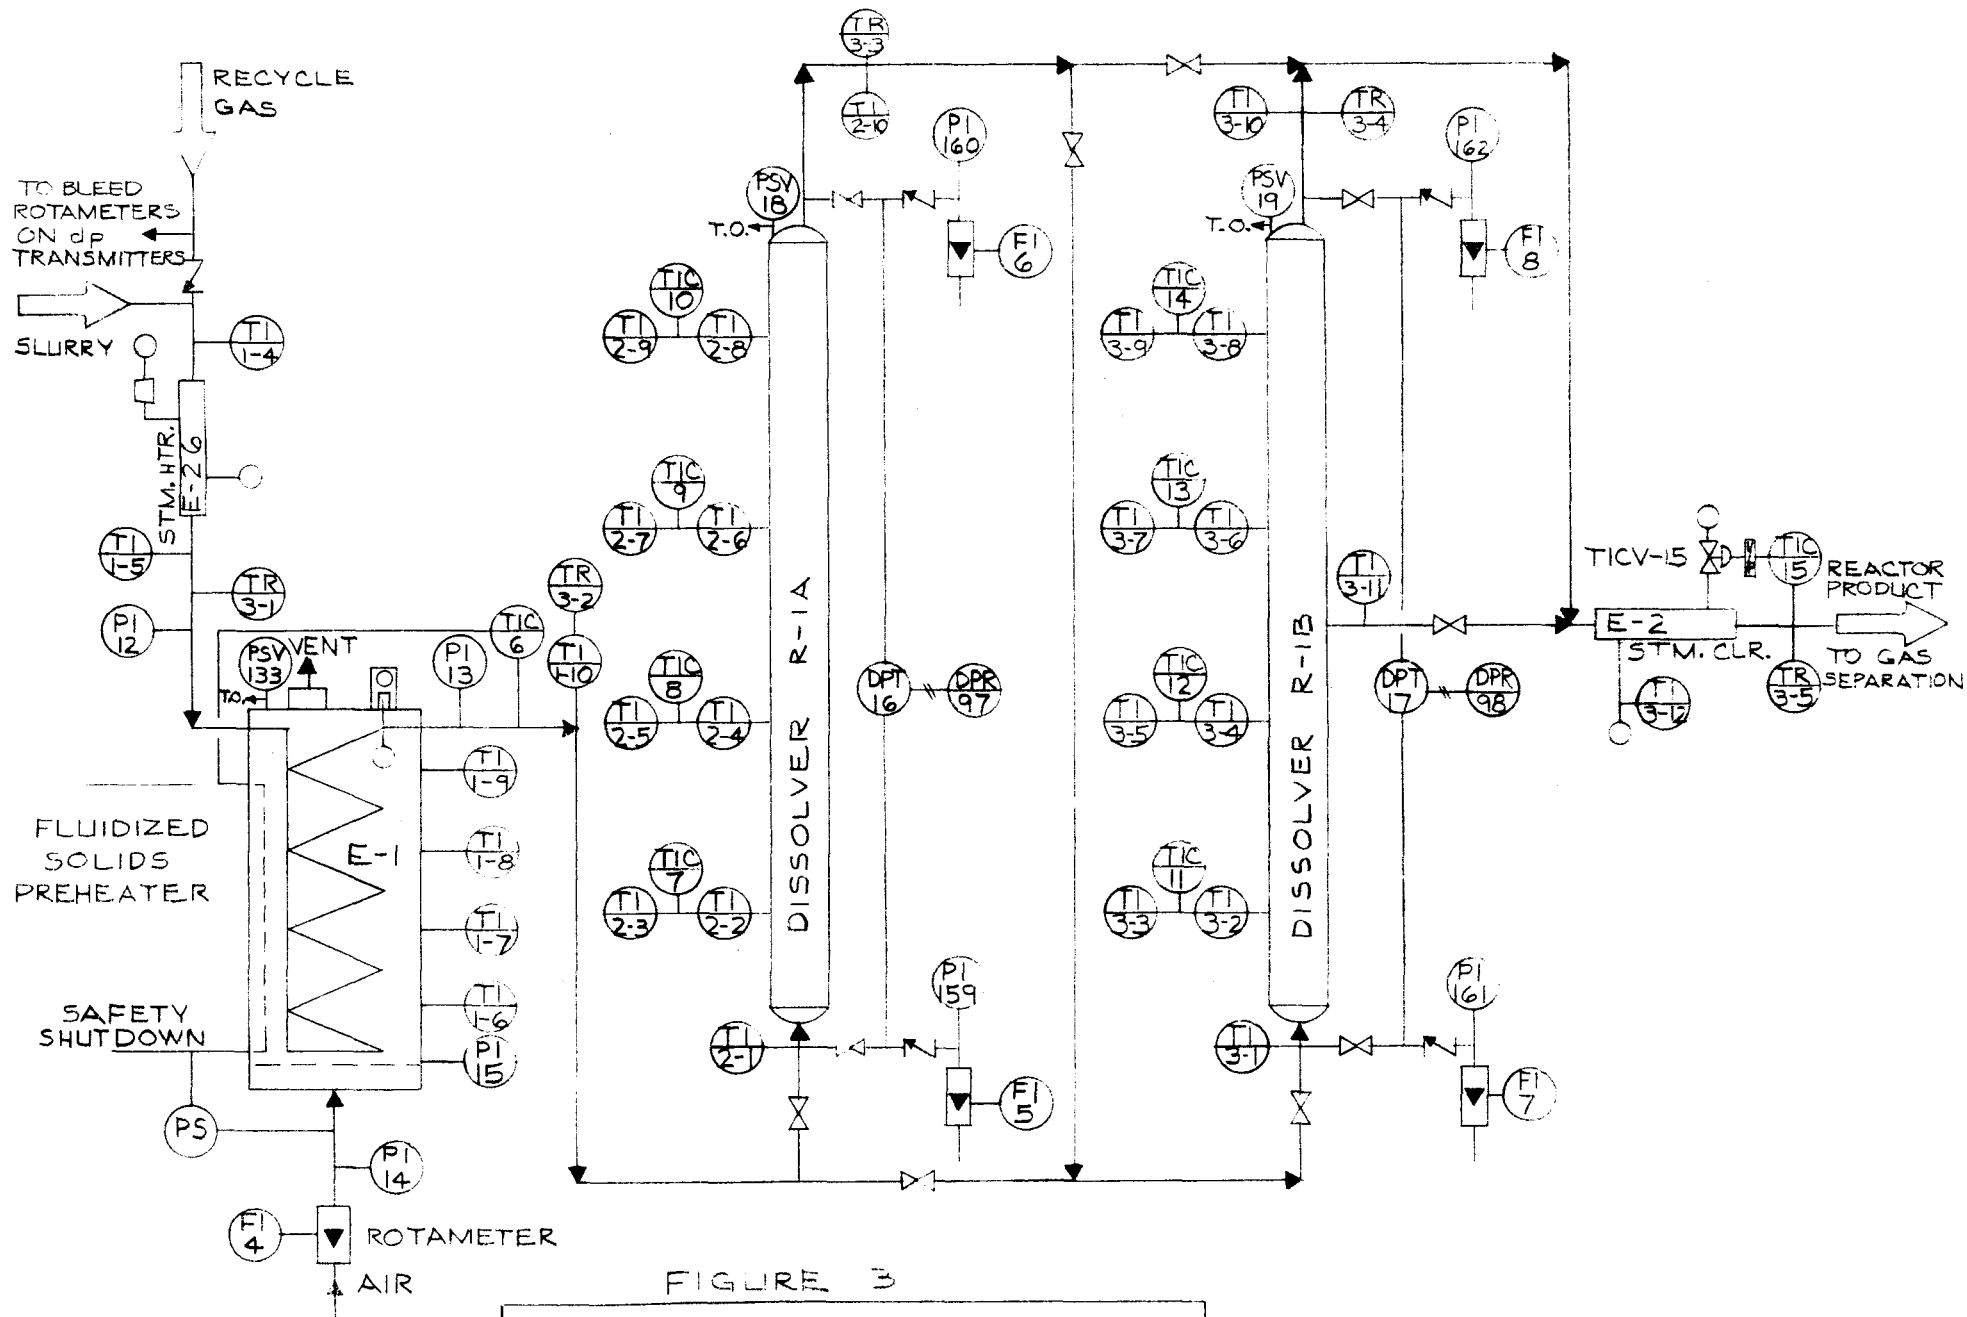 RECYCLE
GAS
TO BLEED
ROTAMETERS
ON dp
TRANSMITTERS
SLURRY
TI
1-4
STM. HTR.
E-26
TI
1-5
TR
3-1
PI
12
PSV
133
T.O.
VENT
PI
13
TIC
6
TR
3-2
TI
1-10
FLUIDIZED
SOLIDS
PREHEATER
E-1
TI
1-9
TI
1-8
TI
1-7
TI
1-6
PI
15
SAFETY
SHUTDOWN
PS
PI
14
FI
4
ROTAMETER
AIR
TR
3-3
TI
2-10
PI
160
PSV
18
T.O.
FI
6
TIC
10
TI
2-9
TI
2-8
TIC
9
TI
2-7
TI
2-6
TIC
8
TI
2-5
TI
2-4
TIC
7
TI
2-3
TI
2-2
DISSOLVER R-1A
DPT
16
DPR
97
PI
159
TI
2-1
FI
5
TI
3-10
TR
3-4
PI
162
PSV
19
T.O.
FI
8
TIC
14
TI
3-9
TI
3-8
TIC
13
TI
3-7
TI
3-6
TIC
12
TI
3-5
TI
3-4
TIC
11
TI
3-3
TI
3-2
DISSOLVER R-1B
TI
3-11
DPT
17
DPR
98
PI
161
TI
3-1
FI
7
TICV-15
TIC
15
REACTOR
PRODUCT
E-2
STM. CLR.
TI
3-12
TR
3-5
TO GAS
SEPARATION
FIGURE 3